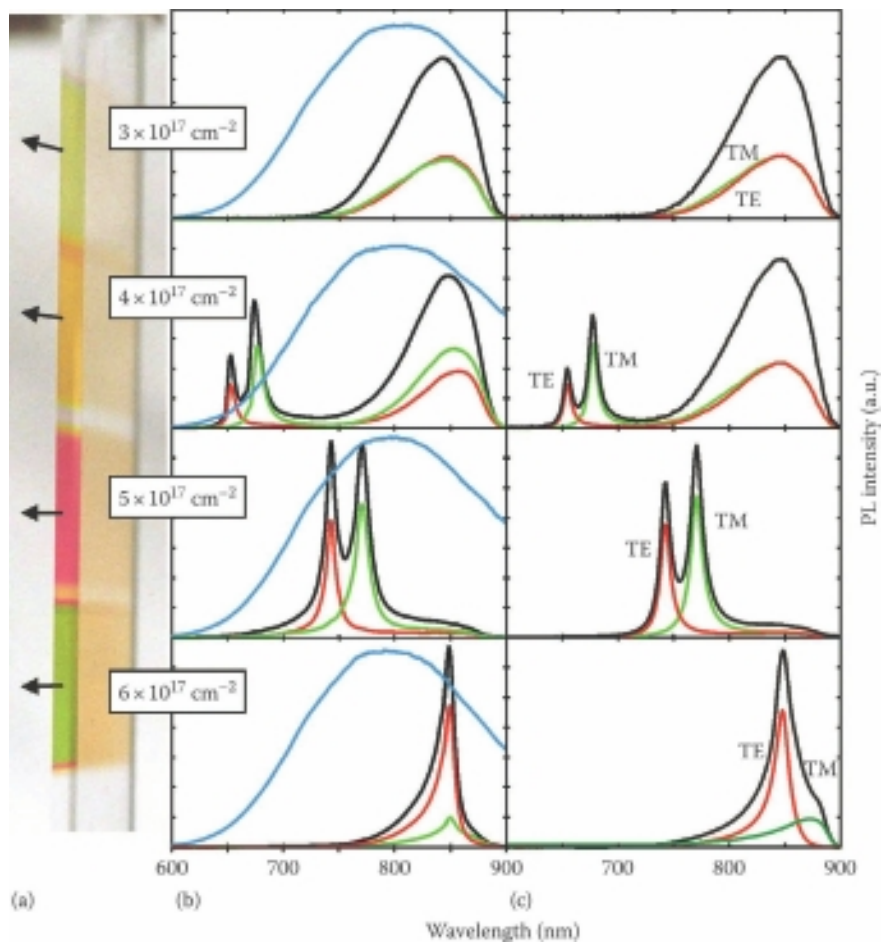 3 × 10¹⁷ cm⁻²
TM
TE
4 × 10¹⁷ cm⁻²
TE
TM
5 × 10¹⁷ cm⁻²
TE
TM
6 × 10¹⁷ cm⁻²
TE
TM
PL intensity (a.u.)
600 700 800 900 700 800 900
(a) (b) (c)
Wavelength (nm)